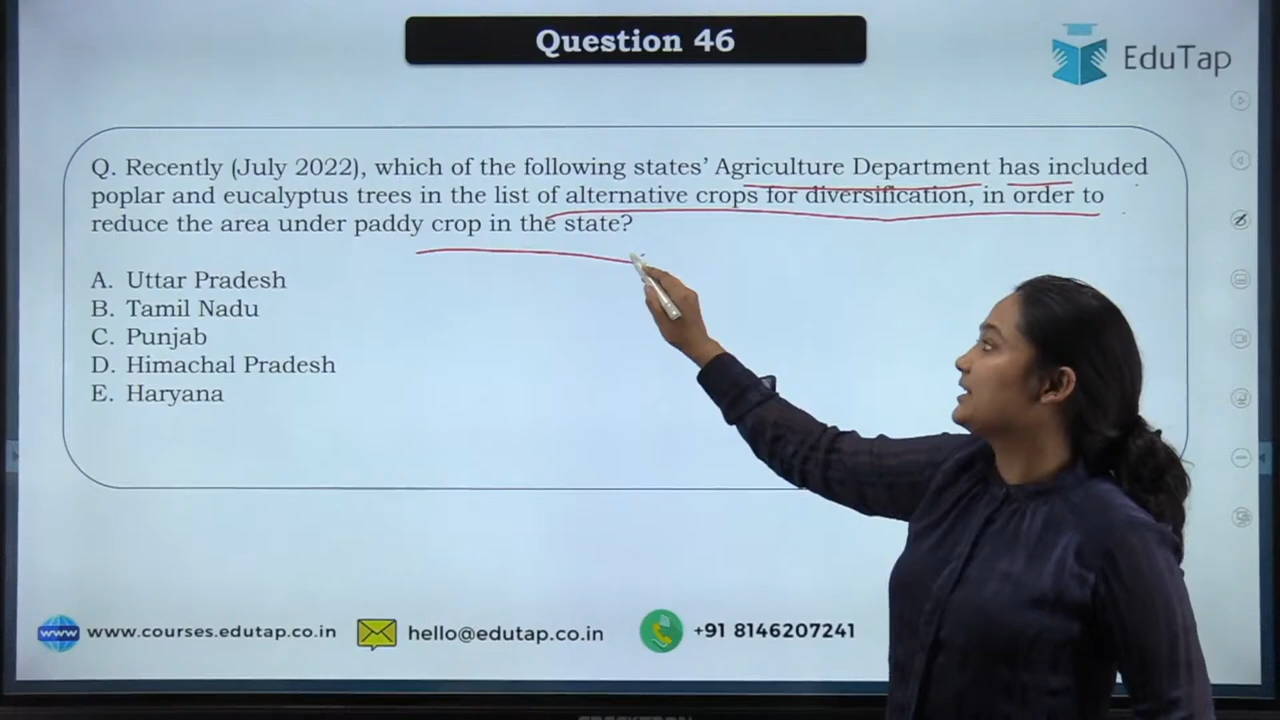 Question 46
EduTap
Q. Recently (July 2022), which of the following states' Agriculture Department has included
poplar and eucalyptus trees in the list of alternative crops for diversification, in order to
reduce the area under paddy crop in the state?
A. Uttar Pradesh
B. Tamil Nadu
C. Punjab
D. Himachal Pradesh
E. Haryana
www www.courses.edutap.co.in hello@edutap.co.in +91 8146207241